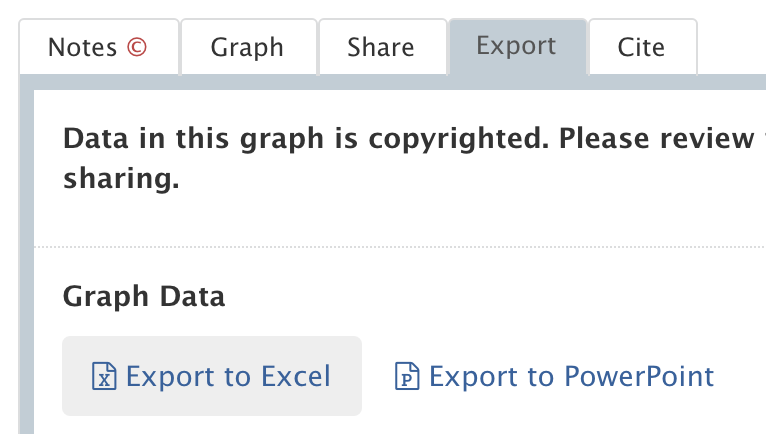 Notes © Graph Share Export Cite
Data in this graph is copyrighted. Please review
sharing.
Graph Data
Export to Excel Export to PowerPoint